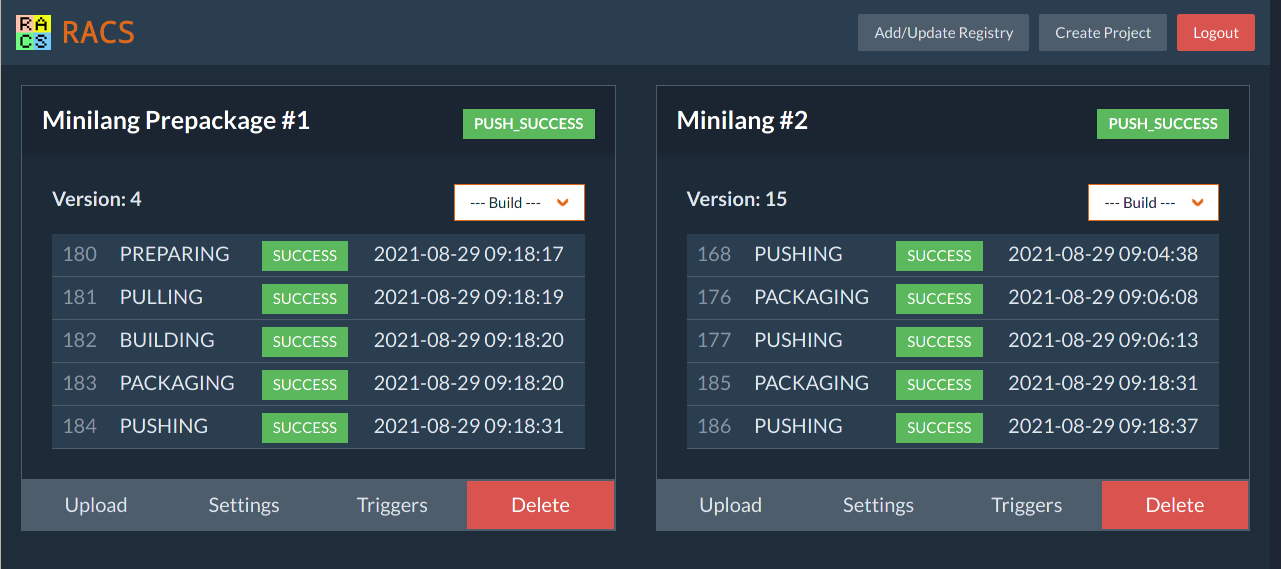 RA
CS
RACS
Add/Update Registry
Create Project
Logout
Minilang Prepackage #1
PUSH_SUCCESS
Version: 4
--- Build ---
180 PREPARING SUCCESS 2021-08-29 09:18:17
181 PULLING SUCCESS 2021-08-29 09:18:19
182 BUILDING SUCCESS 2021-08-29 09:18:20
183 PACKAGING SUCCESS 2021-08-29 09:18:20
184 PUSHING SUCCESS 2021-08-29 09:18:31
Upload Settings Triggers Delete
Minilang #2
PUSH_SUCCESS
Version: 15
--- Build ---
168 PUSHING SUCCESS 2021-08-29 09:04:38
176 PACKAGING SUCCESS 2021-08-29 09:06:08
177 PUSHING SUCCESS 2021-08-29 09:06:13
185 PACKAGING SUCCESS 2021-08-29 09:18:31
186 PUSHING SUCCESS 2021-08-29 09:18:37
Upload Settings Triggers Delete